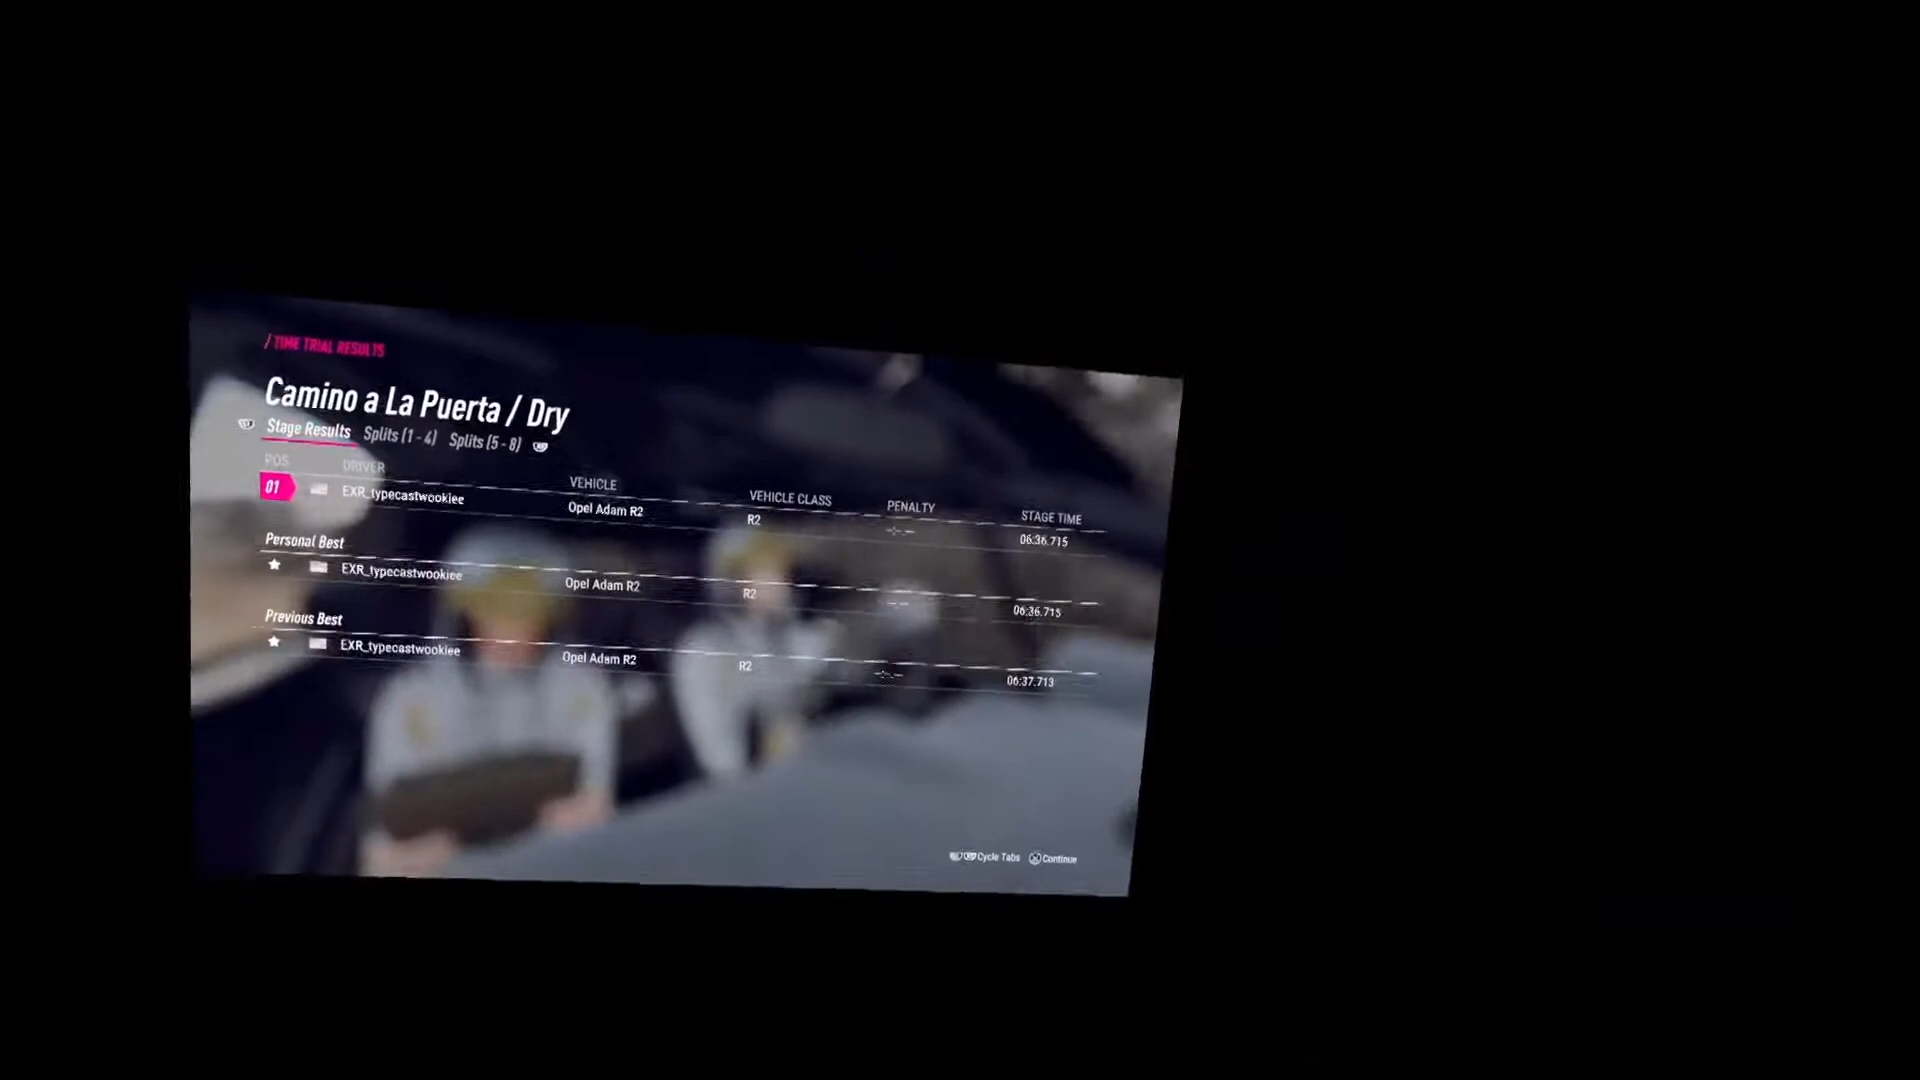 / TIME TRIAL RESULTS
Camino a La Puerta / Dry
Stage Results Splits (1 - 4) Splits (5 - 8)
POS DRIVER VEHICLE VEHICLE CLASS PENALTY STAGE TIME
01 EXR_typecastwookiee Opel Adam R2 R2 --:-- 06:36.715
Personal Best
EXR_typecastwookiee Opel Adam R2 R2 --:-- 06:36.715
Previous Best
EXR_typecastwookiee Opel Adam R2 R2 --:-- 06:37.713
Cycle Tabs Continue